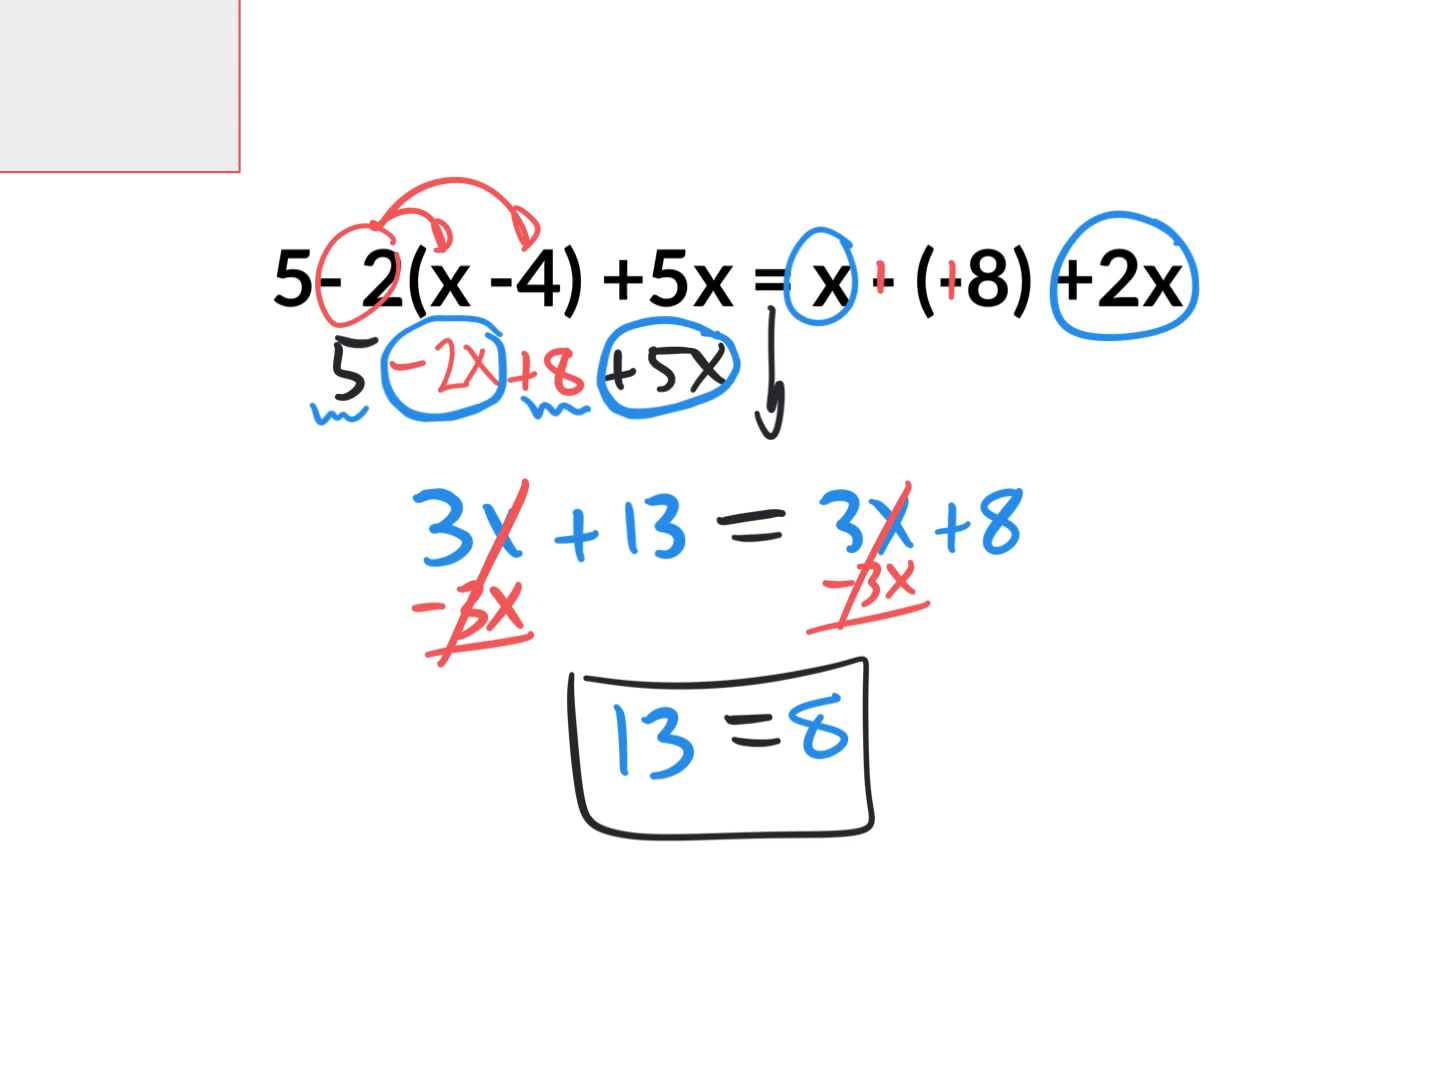 5- 2(x -4) +5x = x + (+8) +2x
5 -2x +8 +5x
3x + 13 = 3x +8
-3x -3x
13 = 8